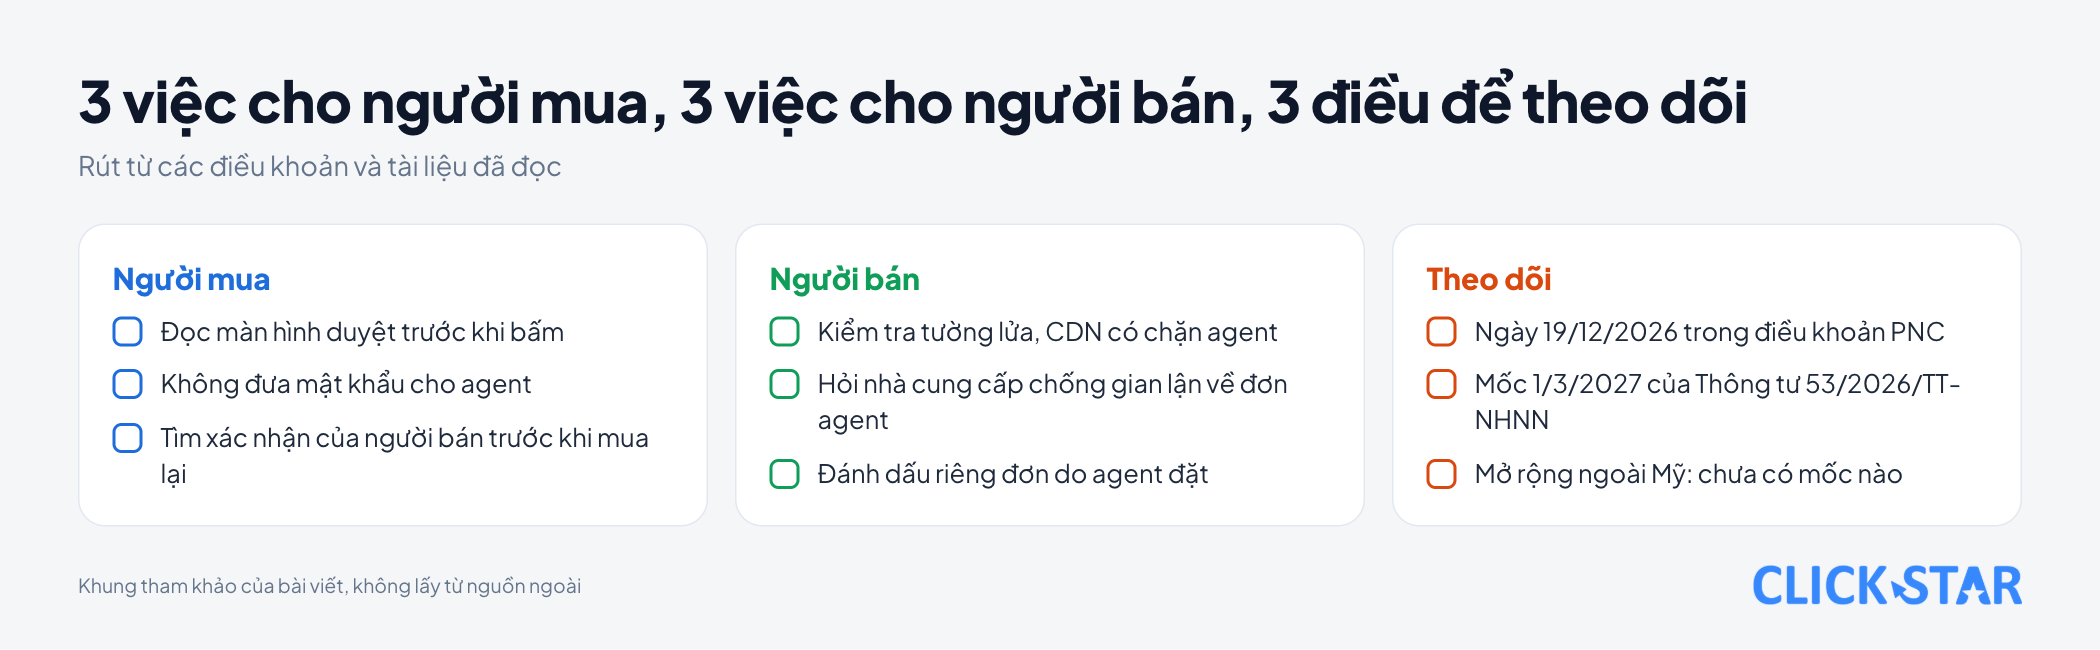 3 việc cho người mua, 3 việc cho người bán, 3 điều để theo dõi
Rút từ các điều khoản và tài liệu đã đọc
Người mua
Đọc màn hình duyệt trước khi bấm
Không đưa mật khẩu cho agent
Tìm xác nhận của người bán trước khi mua
lại
Người bán
Kiểm tra tường lửa, CDN có chặn agent
Hỏi nhà cung cấp chống gian lận về đơn
agent
Đánh dấu riêng đơn do agent đặt
Theo dõi
Ngày 19/12/2026 trong điều khoản PNC
Mốc 1/3/2027 của Thông tư 53/2026/TT-
NHNN
Mở rộng ngoài Mỹ: chưa có mốc nào
Khung tham khảo của bài viết, không lấy từ nguồn ngoài
CLICKSTAR